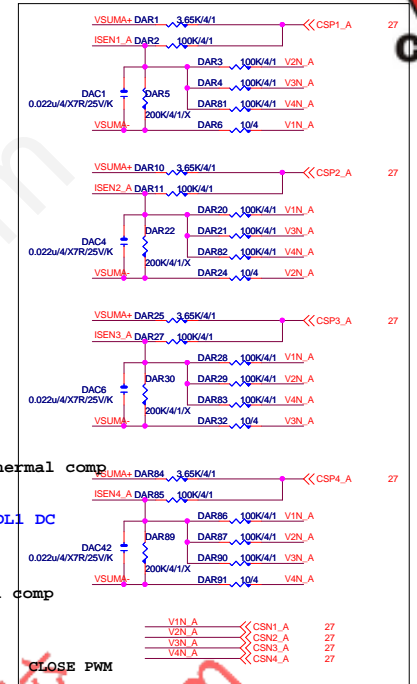 VSUMA+ DAR1 3.65K/4/1 CSP1_A 27
ISEN1_A DAR2 100K/4/1
DAR3 100K/4/1 V2N_A
DAC1 DAR5 DAR4 100K/4/1 V3N_A
0.022u/4/X7R/25V/K DAR81 100K/4/1 V4N_A
200K/4/1/X
VSUMA- DAR6 10/4 V1N_A
VSUMA+ DAR10 3.65K/4/1 CSP2_A 27
ISEN2_A DAR11 100K/4/1
DAR20 100K/4/1 V1N_A
DAC4 DAR22 DAR21 100K/4/1 V3N_A
0.022u/4/X7R/25V/K DAR82 100K/4/1 V4N_A
200K/4/1/X
VSUMA- DAR24 10/4 V2N_A
VSUMA+ DAR25 3.65K/4/1 CSP3_A 27
ISEN3_A DAR27 100K/4/1
DAR28 100K/4/1 V1N_A
DAC6 DAR30 DAR29 100K/4/1 V2N_A
0.022u/4/X7R/25V/K DAR83 100K/4/1 V4N_A
200K/4/1/X
VSUMA- DAR32 10/4 V3N_A
ermal comp
VSUMA+ DAR84 3.65K/4/1 CSP4_A 27
ISEN4_A DAR85 100K/4/1
DL1 DC
DAR86 100K/4/1 V1N_A
DAC42 DAR89 DAR87 100K/4/1 V2N_A
0.022u/4/X7R/25V/K DAR90 100K/4/1 V3N_A
200K/4/1/X
VSUMA- DAR91 10/4 V4N_A
comp
V1N_A CSN1_A 27
V2N_A CSN2_A 27
V3N_A CSN3_A 27
V4N_A CSN4_A 27
CLOSE PWM